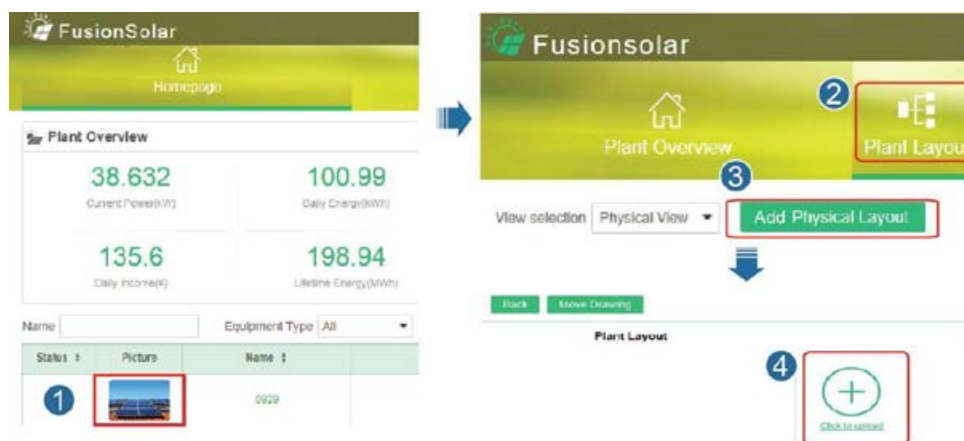 FusionSolar
Homepage
Plant Overview
38.632
100.99
Current Power(kW)
Daily Energy(kWh)
135.6
198.94
Daily Income(¥)
Lifetime Energy(MWh)
Name
Equipment Type All
Status
Picture
Name
1
0929
Fusionsolar
2
Plant Overview
Plant Layou
3
View selection Physical View
Add Physical Layout
Back
Move Drawing
Plant Layout
4
Click to upload